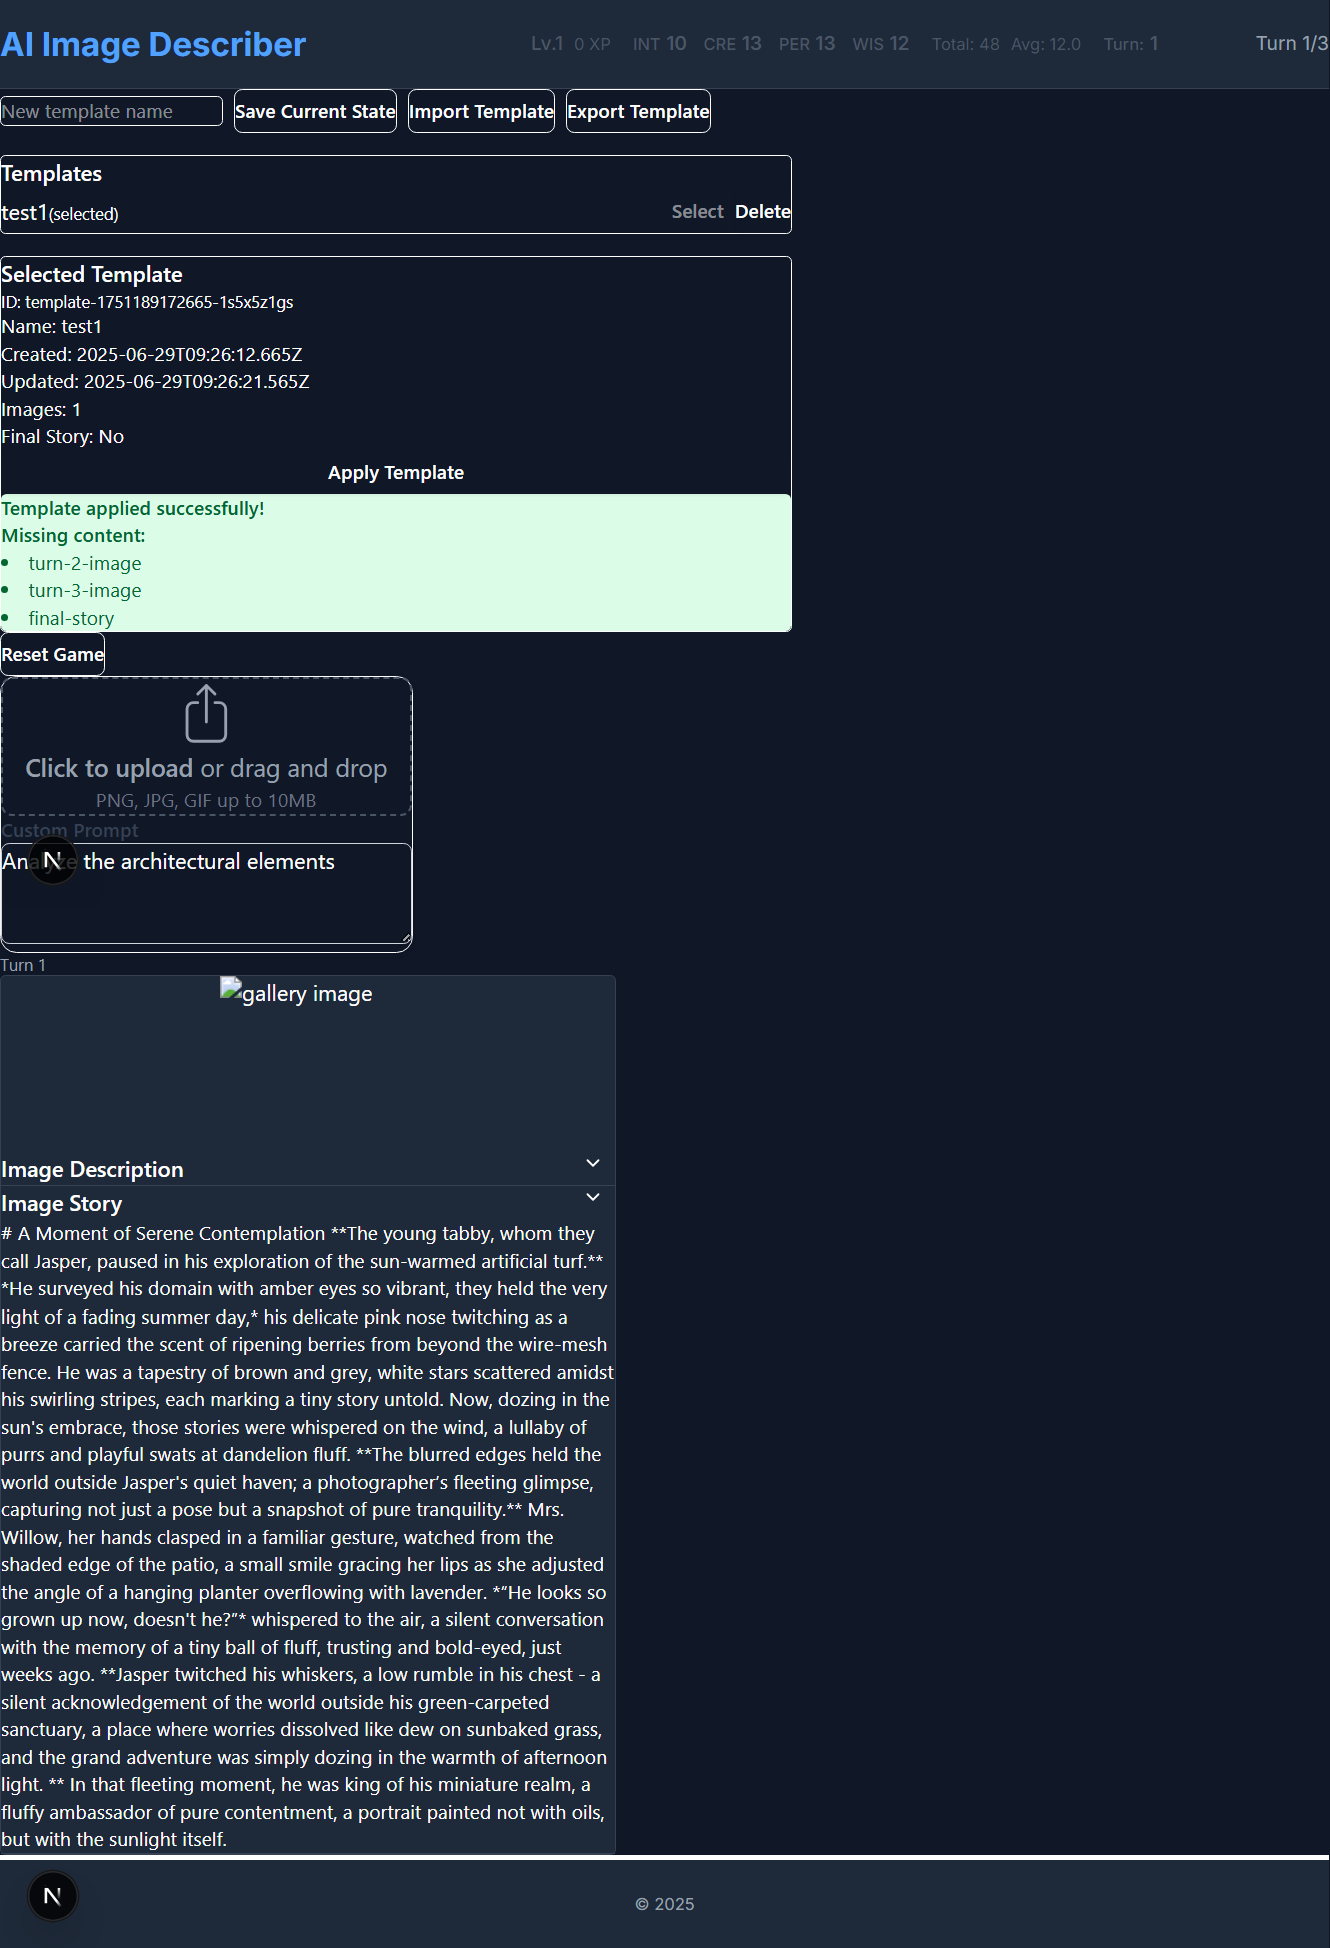 AI Image Describer
Lv.1 0 XP INT 10 CRE 13 PER 13 WIS 12 Total: 48 Avg: 12.0 Turn: 1
Turn 1/3
New template name
Save Current State
Import Template
Export Template
Templates
test1(selected)
Select Delete
Selected Template
ID: template-1751189172665-1s5x5z1gs
Name: test1
Created: 2025-06-29T09:26:12.665Z
Updated: 2025-06-29T09:26:21.565Z
Images: 1
Final Story: No
Apply Template
Template applied successfully!
Missing content:
• turn-2-image
• turn-3-image
• final-story
Reset Game
Click to upload or drag and drop
PNG, JPG, GIF up to 10MB
Custom Prompt
Analyze the architectural elements
N
Turn 1
gallery image
Image Description
Image Story
# A Moment of Serene Contemplation **The young tabby, whom they
call Jasper, paused in his exploration of the sun-warmed artificial turf.**
*He surveyed his domain with amber eyes so vibrant, they held the very
light of a fading summer day,* his delicate pink nose twitching as a
breeze carried the scent of ripening berries from beyond the wire-mesh
fence. He was a tapestry of brown and grey, white stars scattered amidst
his swirling stripes, each marking a tiny story untold. Now, dozing in the
sun's embrace, those stories were whispered on the wind, a lullaby of
purrs and playful swats at dandelion fluff. **The blurred edges held the
world outside Jasper's quiet haven; a photographer’s fleeting glimpse,
capturing not just a pose but a snapshot of pure tranquility.** Mrs.
Willow, her hands clasped in a familiar gesture, watched from the
shaded edge of the patio, a small smile gracing her lips as she adjusted
the angle of a hanging planter overflowing with lavender. *“He looks so
grown up now, doesn't he?”* whispered to the air, a silent conversation
with the memory of a tiny ball of fluff, trusting and bold-eyed, just
weeks ago. **Jasper twitched his whiskers, a low rumble in his chest - a
silent acknowledgement of the world outside his green-carpeted
sanctuary, a place where worries dissolved like dew on sunbaked grass,
and the grand adventure was simply dozing in the warmth of afternoon
light. ** In that fleeting moment, he was king of his miniature realm, a
fluffy ambassador of pure contentment, a portrait painted not with oils,
but with the sunlight itself.
N
© 2025